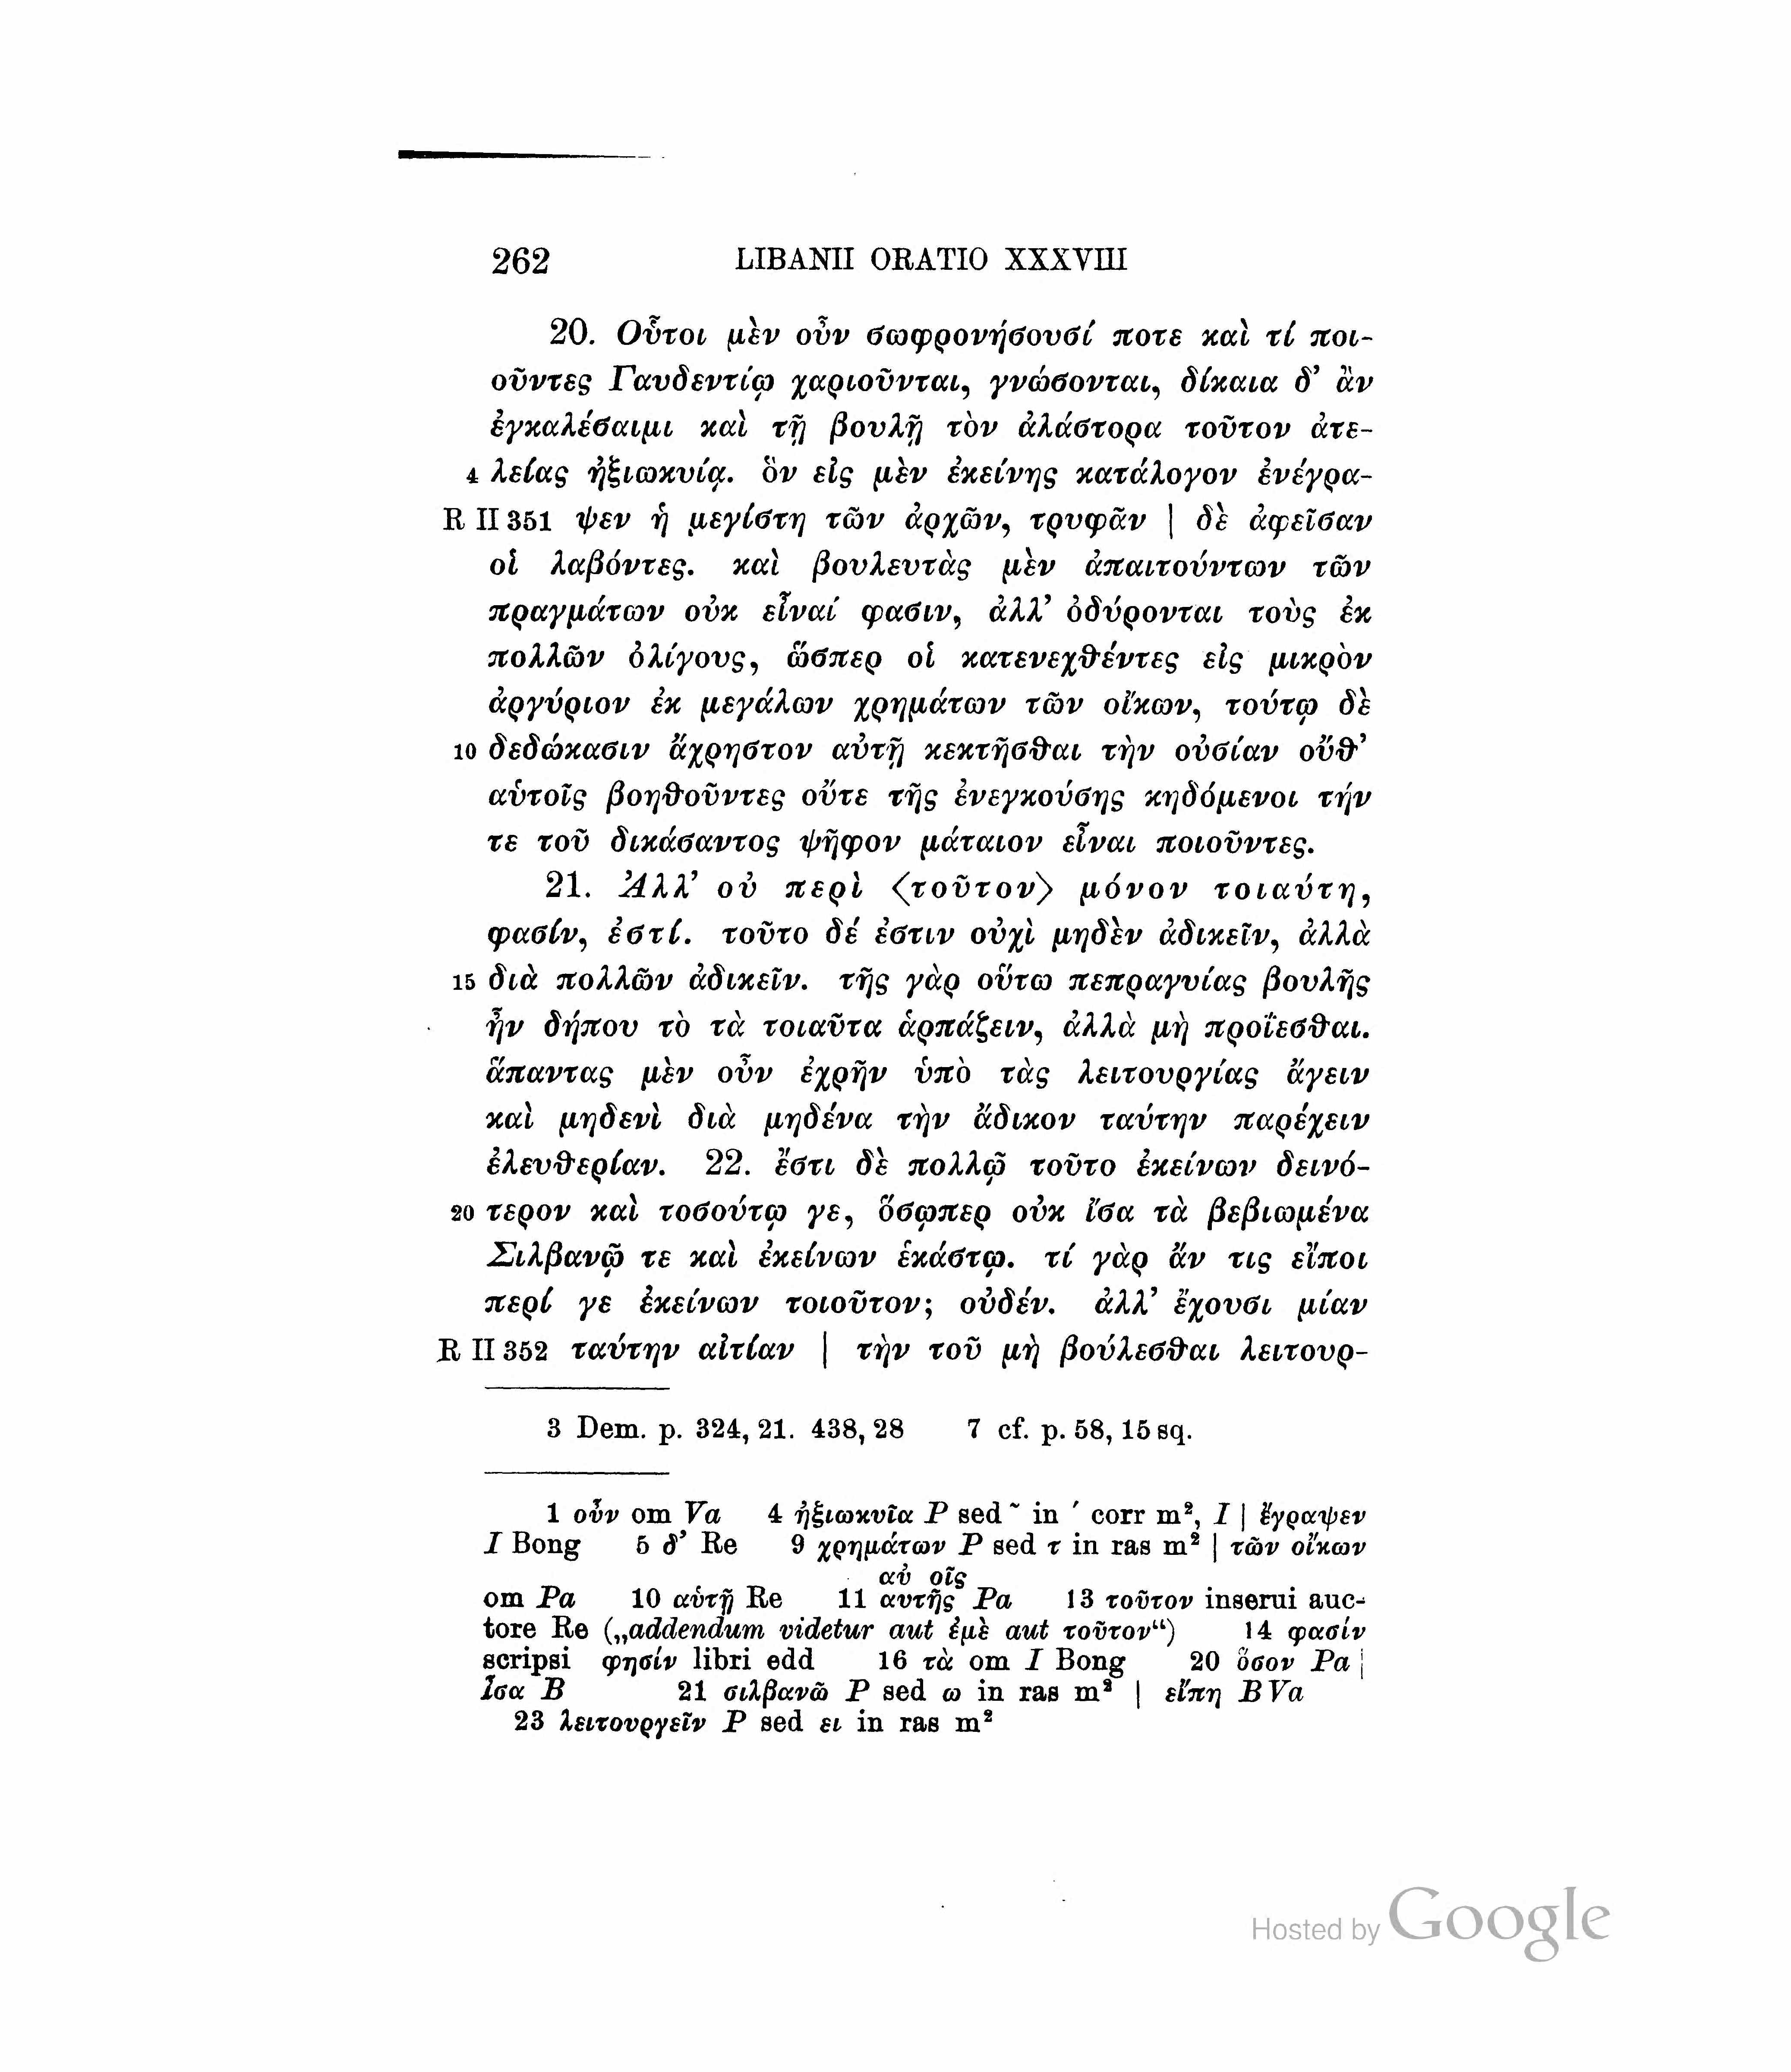 262 LIBANII ORATIO XXXVIII
20. Οὗτοι μὲν οὖν σωφρονήσουσί ποτε καὶ τί ποι-
οῦντες Γαυδεντίῳ χαριοῦνται, γνώσονται, δίκαια δ’ ἂν
ἐγκαλέσαιμι καὶ τῇ βουλῇ τὸν ἀλάστορα τοῦτον ἀτε-
4 λείας ἠξιωκυίᾳ. ὃν εἰς μὲν ἐκείνης κατάλογον ἐνέγρα-
R II 351 ψεν ἡ μεγίστη τῶν ἀρχῶν, τρυφᾶν | δὲ ἀφεῖσαν
οἱ λαβόντες. καὶ βουλευτὰς μὲν ἀπαιτούντων τῶν
πραγμάτων οὐκ εἶναί φασιν, ἀλλ’ ὀδύρονται τοὺς ἐκ
πολλῶν ὀλίγους, ὥσπερ οἱ κατενεχθέντες εἰς μικρὸν
ἀργύριον ἐκ μεγάλων χρημάτων τῶν οἴκων, τούτῳ δὲ
10 δεδώκασιν ἄχρηστον αὐτῇ κεκτῆσθαι τὴν οὐσίαν οὔθ’
αὑτοῖς βοηθοῦντες οὔτε τῆς ἐνεγκούσης κηδόμενοι τήν
τε τοῦ δικάσαντος ψῆφον μάταιον εἶναι ποιοῦντες.
21. Ἀλλ’ οὐ περὶ ⟨τοῦτον⟩ μόνον τοιαύτη,
φασίν, ἐστί. τοῦτο δέ ἐστιν οὐχὶ μηδὲν ἀδικεῖν, ἀλλὰ
15 διὰ πολλῶν ἀδικεῖν. τῆς γὰρ οὕτω πεπραγυίας βουλῆς
ἦν δήπου τὸ τὰ τοιαῦτα ἁρπάζειν, ἀλλὰ μὴ προΐεσθαι.
ἅπαντας μὲν οὖν ἐχρῆν ὑπὸ τὰς λειτουργίας ἄγειν
καὶ μηδενὶ διὰ μηδένα τὴν ἄδικον ταύτην παρέχειν
ἐλευθερίαν. 22. ἔστι δὲ πολλῷ τοῦτο ἐκείνων δεινό-
20 τερον καὶ τοσούτῳ γε, ὅσῳπερ οὐκ ἴσα τὰ βεβιωμένα
Σιλβανῷ τε καὶ ἐκείνων ἑκάστῳ. τί γὰρ ἄν τις εἴποι
περί γε ἐκείνων τοιοῦτον; οὐδέν. ἀλλ’ ἔχουσι μίαν
R II 352 ταύτην αἰτίαν | τὴν τοῦ μὴ βούλεσθαι λειτουρ-
3 Dem. p. 324, 21. 438, 28 7 cf. p. 58, 15 sq.
1 οὖν om Va 4 ἠξιωκυῖα P sed ῀ in ΄ corr m², I | ἔγραψεν
I Bong 5 δ’ Re 9 χρημάτων P sed τ in ras m² | τῶν οἴκων
αὐ οῖς
om Pa 10 αὑτῇ Re 11 αυτῆς Pa 13 τοῦτον inserui auc-
tore Re („addendum videtur aut ἐμὲ aut τοῦτον“) 14 φασίν
scripsi φησίν libri edd 16 τὰ om I Bong 20 ὅσον Pa |
ἶσα B 21 σιλβανῶ P sed ω in ras m² | εἴπη B Va
23 λειτουργεῖν P sed ει in ras m²
Hosted by Google